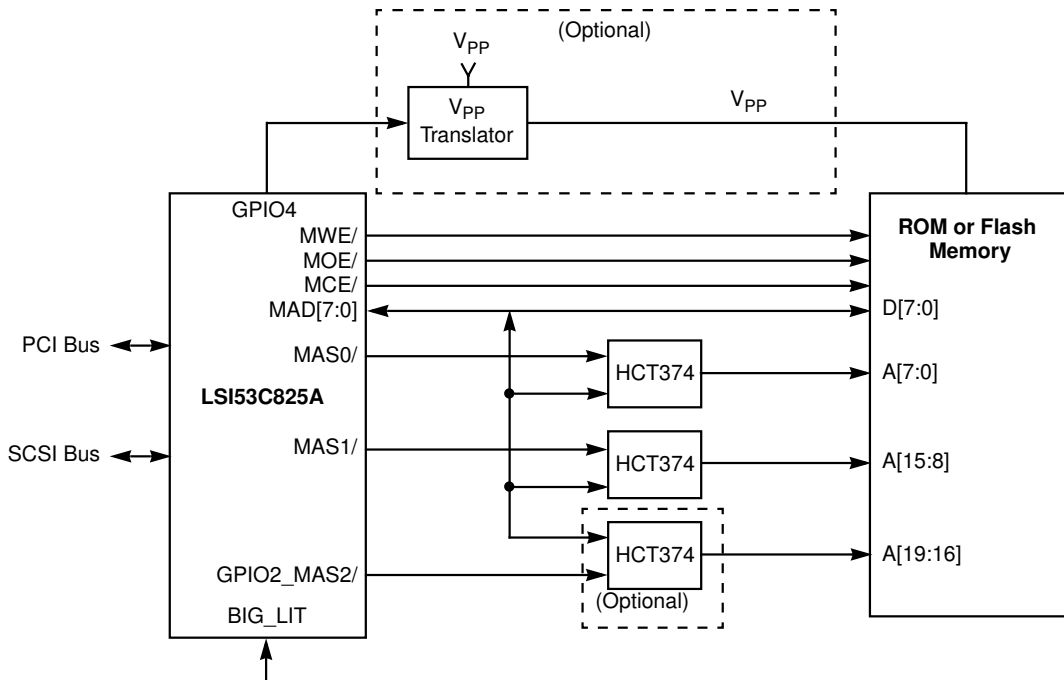 (Optional)
VPP
VPP
Translator
VPP
GPIO4
MWE/
MOE/
MCE/
MAD[7:0]
MAS0/
LSI53C825A
MAS1/
GPIO2_MAS2/
BIG_LIT
PCI Bus
SCSI Bus
HCT374
HCT374
HCT374
(Optional)
ROM or Flash
Memory
D[7:0]
A[7:0]
A[15:8]
A[19:16]